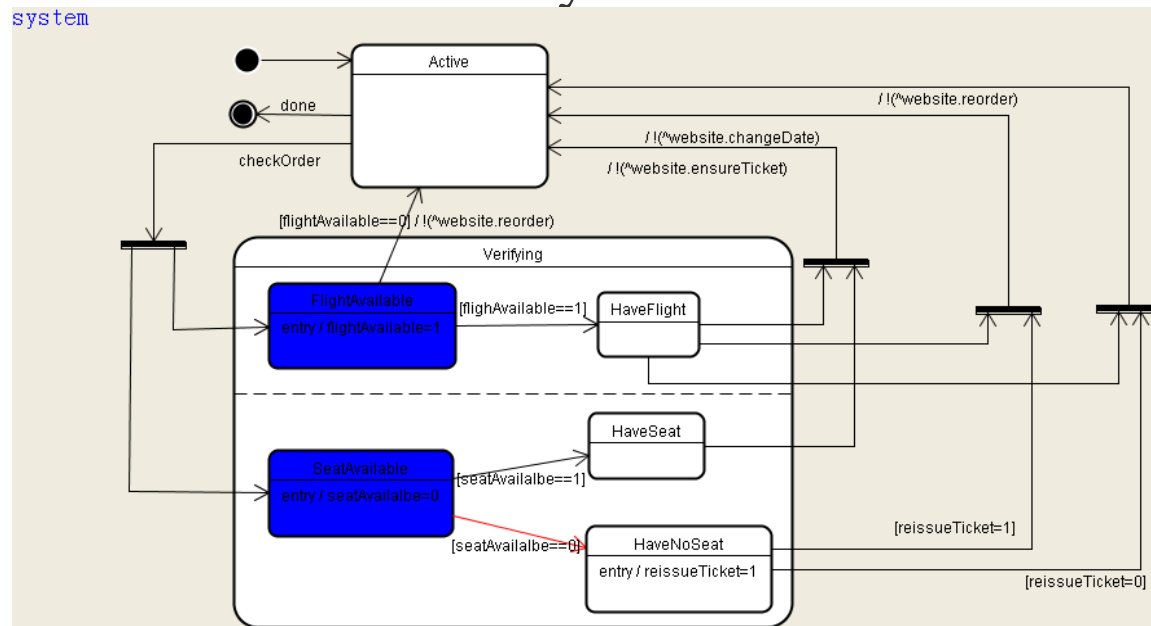 system
Active
done
checkOrder
/ !(^website.reorder)
/ !(^website.changeDate)
/ !(^website.ensureTicket)
[flightAvailable==0] / !(^website.reorder)
Verifying
FlightAvailable
entry / flightAvailable=1
[flighAvailable==1]
HaveFlight
HaveSeat
SeatAvailable
entry / seatAvailalbe=0
[seatAvailalbe==1]
[seatAvailalbe==0]
HaveNoSeat
entry / reissueTicket=1
[reissueTicket=1]
[reissueTicket=0]